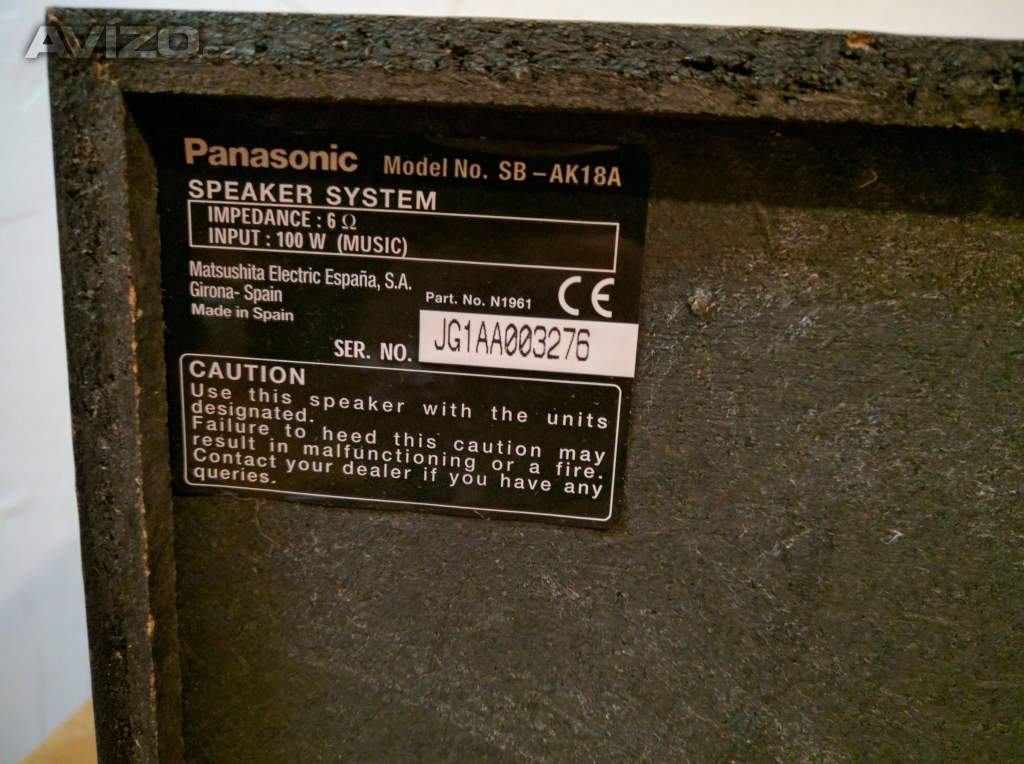 AVIZO.cz
Panasonic Model No. SB-AK18A
SPEAKER SYSTEM
IMPEDANCE : 6 Ω
INPUT : 100 W (MUSIC)
Matsushita Electric España, S.A.
Girona- Spain
Made in Spain
Part. No. N1961
CE
SER. NO. JG1AA003276
CAUTION
Use this speaker with the units
designated.
Failure to heed this caution may
result in malfunctioning or a fire.
Contact your dealer if you have any
queries.